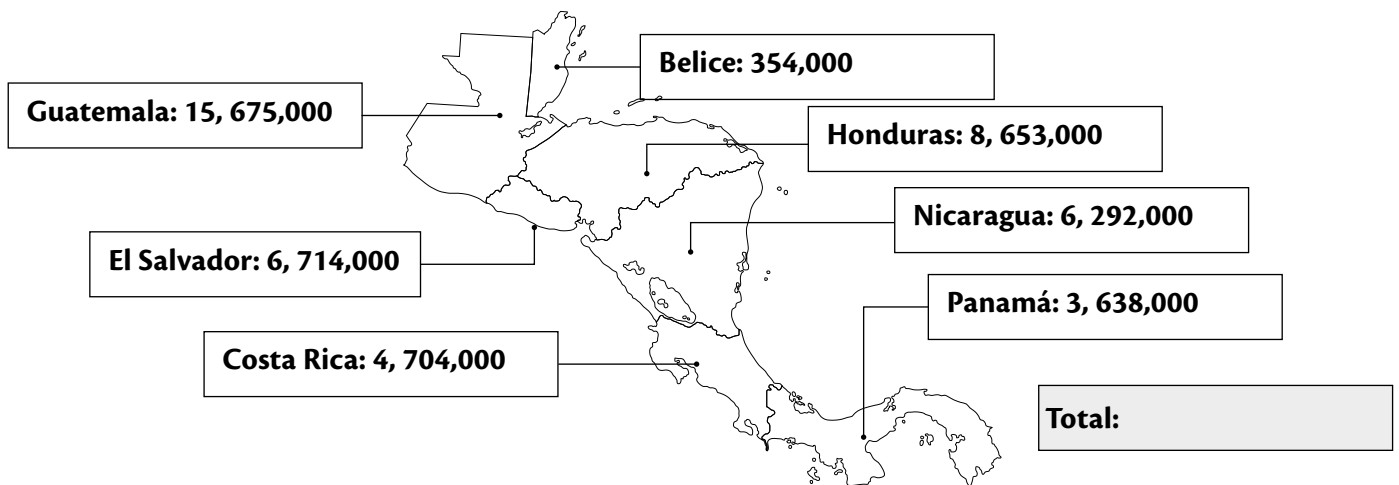 Belice: 354,000
Guatemala: 15, 675,000
Honduras: 8, 653,000
Nicaragua: 6, 292,000
El Salvador: 6, 714,000
Panamá: 3, 638,000
Costa Rica: 4, 704,000
Total: